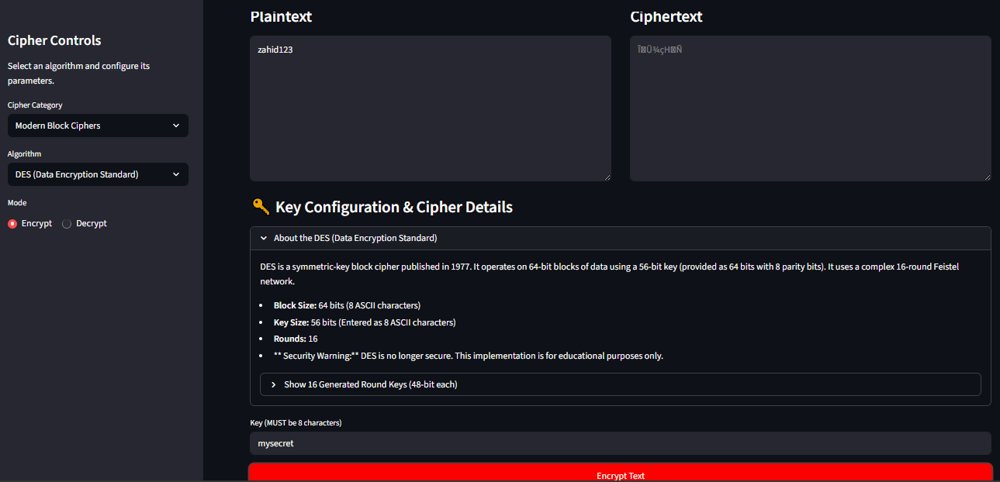 Cipher Controls
Select an algorithm and configure its
parameters.
Cipher Category
Modern Block Ciphers
Algorithm
DES (Data Encryption Standard)
Mode
Encrypt
Decrypt
Plaintext
zahid123
Ciphertext
Key Configuration & Cipher Details
About the DES (Data Encryption Standard)
DES is a symmetric-key block cipher published in 1977. It operates on 64-bit blocks of data using a 56-bit key (provided as 64 bits with 8 parity bits). It uses a complex 16-round Feistel
network.
• Block Size: 64 bits (8 ASCII characters)
• Key Size: 56 bits (Entered as 8 ASCII characters)
• Rounds: 16
• ** Security Warning:** DES is no longer secure. This implementation is for educational purposes only.
Show 16 Generated Round Keys (48-bit each)
Key (MUST be 8 characters)
mysecret
Encrypt Text